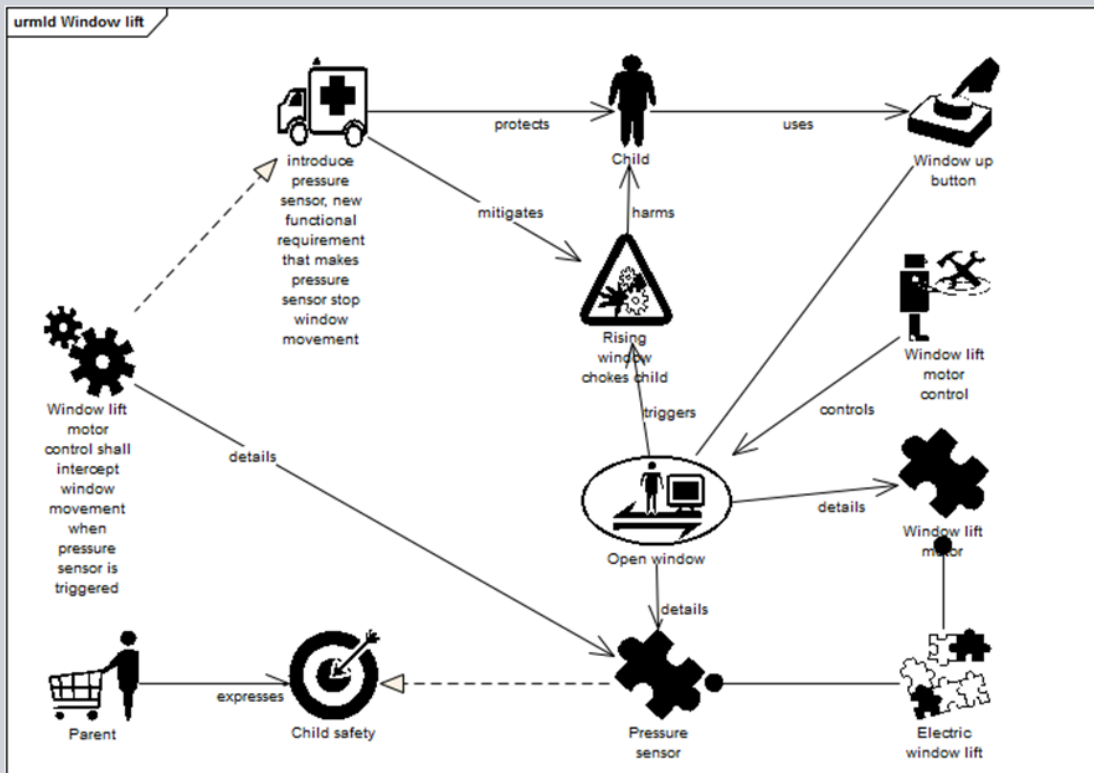 urmld Window lift
protects
uses
Child
Window up
button
introduce
pressure
sensor, new
functional
requirement
that makes
pressure
sensor stop
window
movement
mitigates
harms
Rising
window
chokes child
Window lift
motor
control
Window lift
motor
control shall
intercept
window
movement
when
pressure
sensor is
triggered
triggers
controls
details
details
Window lift
motor
Open window
details
Parent
expresses
Child safety
Pressure
sensor
Electric
window lift